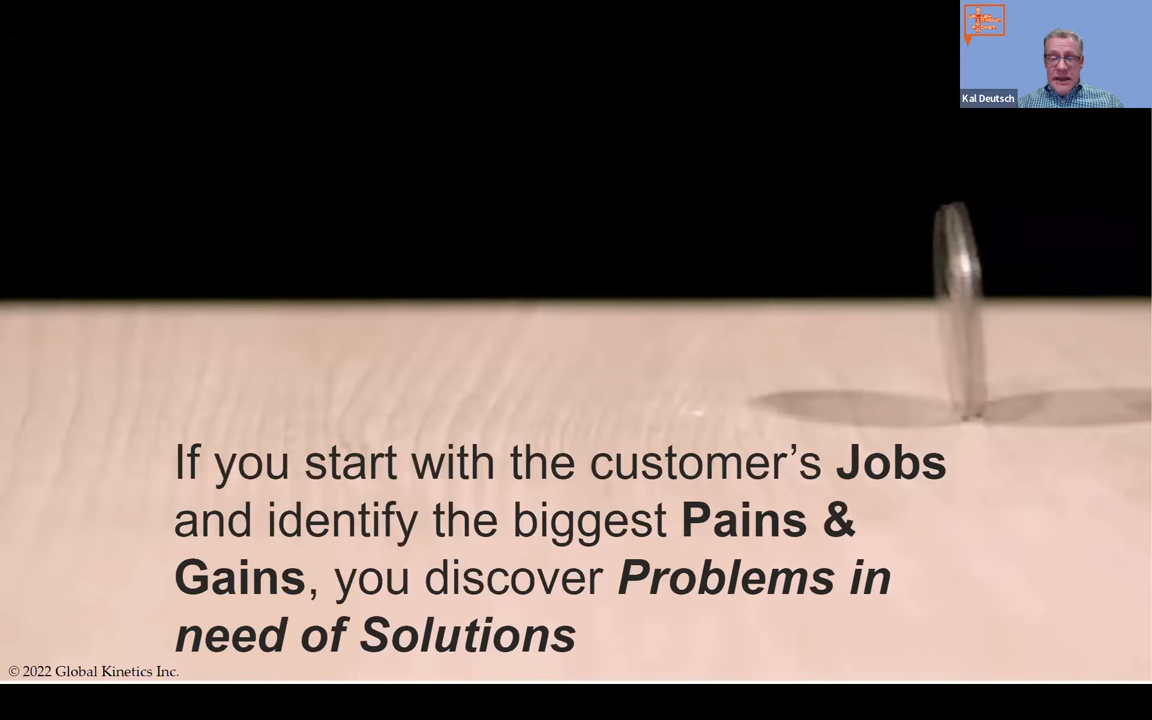 Kal Deutsch
If you start with the customer’s Jobs
and identify the biggest Pains &
Gains, you discover Problems in
need of Solutions
© 2022 Global Kinetics Inc.